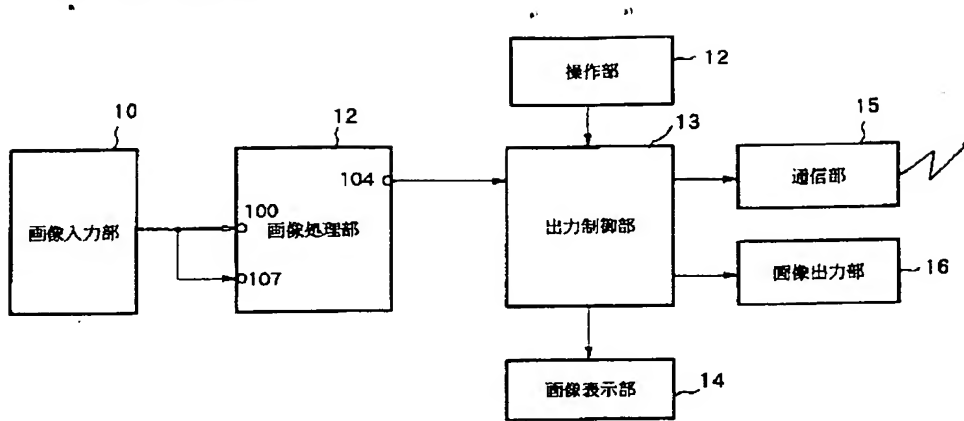 12
操作部
10
12
13
15
104
通信部
100
画像入力部
画像処理部
出力制御部
107
画像出力部
16
画像表示部
14